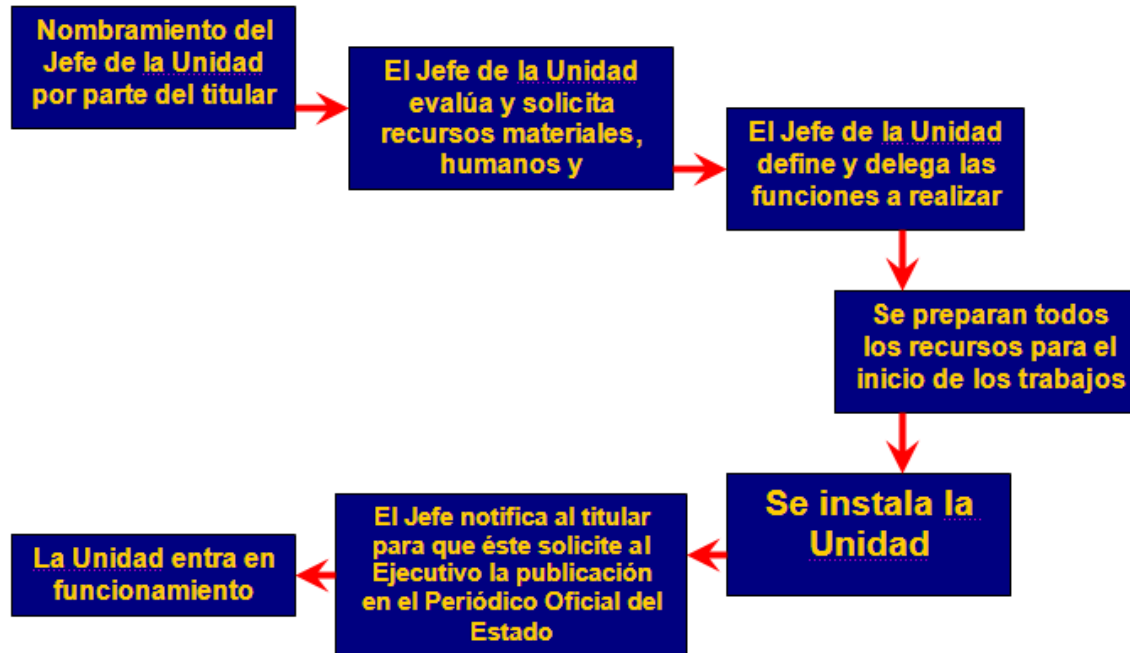 Nombramiento del
Jefe de la Unidad
por parte del titular
El Jefe de la Unidad
evalúa y solicita
recursos materiales,
humanos y
El Jefe de la Unidad
define y delega las
funciones a realizar
Se preparan todos
los recursos para el
inicio de los trabajos
Se instala la
Unidad
El Jefe notifica al titular
para que éste solicite al
Ejecutivo la publicación
en el Periódico Oficial del
Estado
La Unidad entra en
funcionamiento